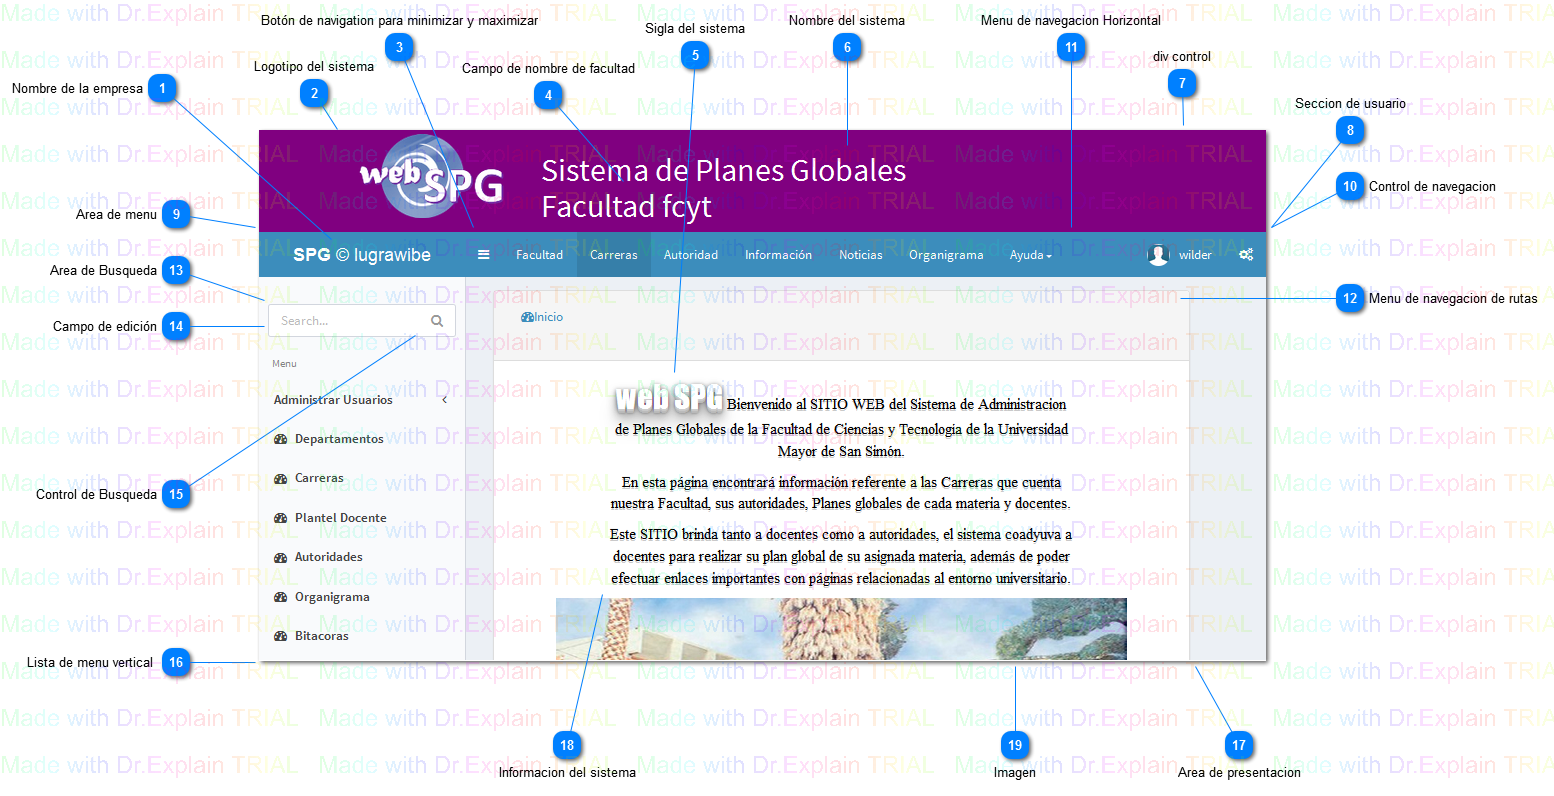 Botón de navigation para minimizar y maximizar
3
Sigla del sistema
5
Nombre del sistema
6
Menu de navegacion Horizontal
11
div control
7
Logotipo del sistema
2
Campo de nombre de facultad
4
Nombre de la empresa 1
Seccion de usuario
8
10 Control de navegacion
Area de menu 9
Area de Busqueda 13
Campo de edición 14
Control de Busqueda 15
Lista de menu vertical 16
12 Menu de navegacion de rutas
web SPG
Sistema de Planes Globales
Facultad fcyt
SPG © lugrawibe
Facultad Carreras Autoridad Información Noticias Organigrama Ayuda
wilder
Search...
Menu
Administrar Usuarios
Departamentos
Carreras
Plantel Docente
Autoridades
Organigrama
Bitacoras
Inicio
web SPG Bienvenido al SITIO WEB del Sistema de Administracion
de Planes Globales de la Facultad de Ciencias y Tecnologia de la Universidad
Mayor de San Simón.
En esta página encontrará información referente a las Carreras que cuenta
nuestra Facultad, sus autoridades, Planes globales de cada materia y docentes.
Este SITIO brinda tanto a docentes como a autoridades, el sistema coadyuva a
docentes para realizar su plan global de su asignada materia, además de poder
efectuar enlaces importantes con páginas relacionadas al entorno universitario.
18
Informacion del sistema
19
Imagen
17
Area de presentacion
Made with Dr.Explain TRIAL